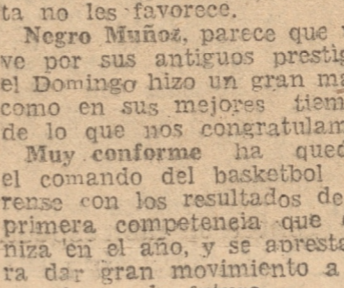 ta no les favorece.
Negro Muñoz, parece que
ve por sus antiguos prestig
el Domingo hizo un gran ma
como en sus mejores tiem
de lo que nos congratulam
Muy conforme ha qued
el comando del basketbol
rense con los resultados de
primera competeneia que
niza en el año, y se apresta
ra dar gran movimiento a